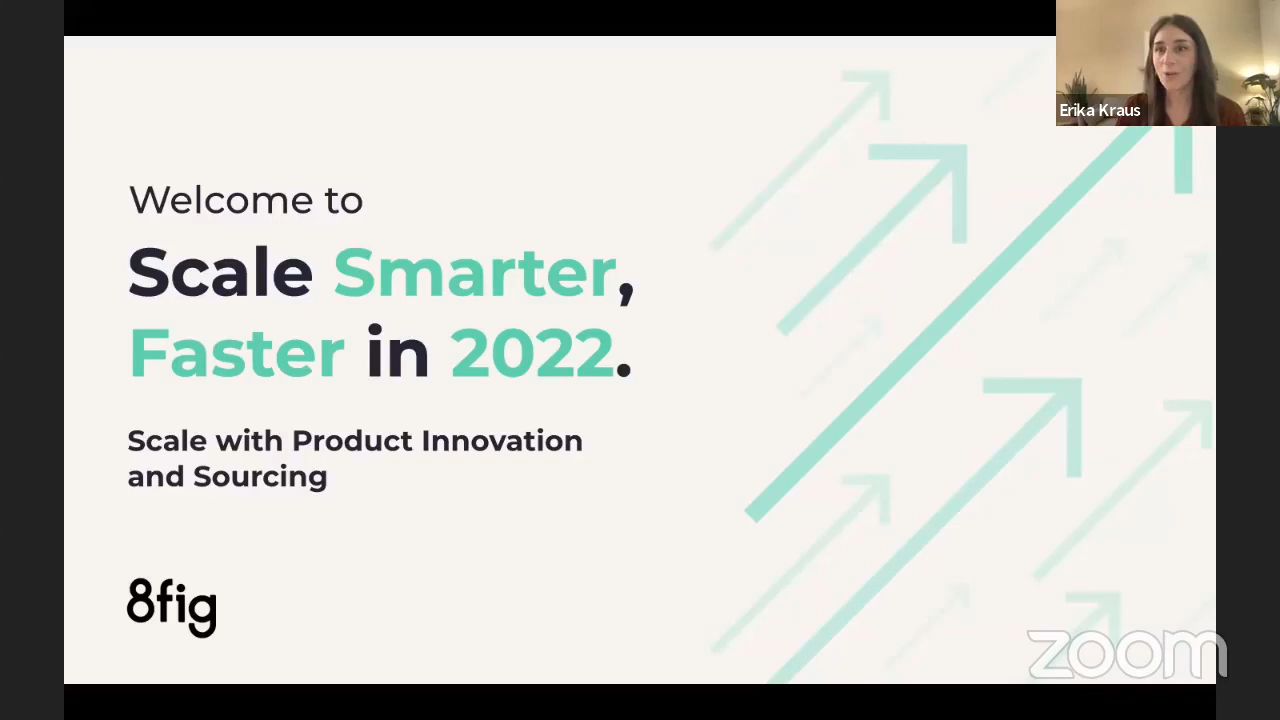 Erika Kraus
Welcome to
Scale Smarter,
Faster in 2022.
Scale with Product Innovation
and Sourcing
8fig
zoom